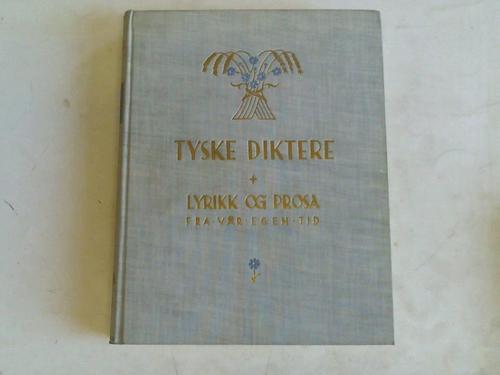 TYSKE DIKTERE
+
LYRIKK OG PROSA
FRA · VÅR · EGEN · TID